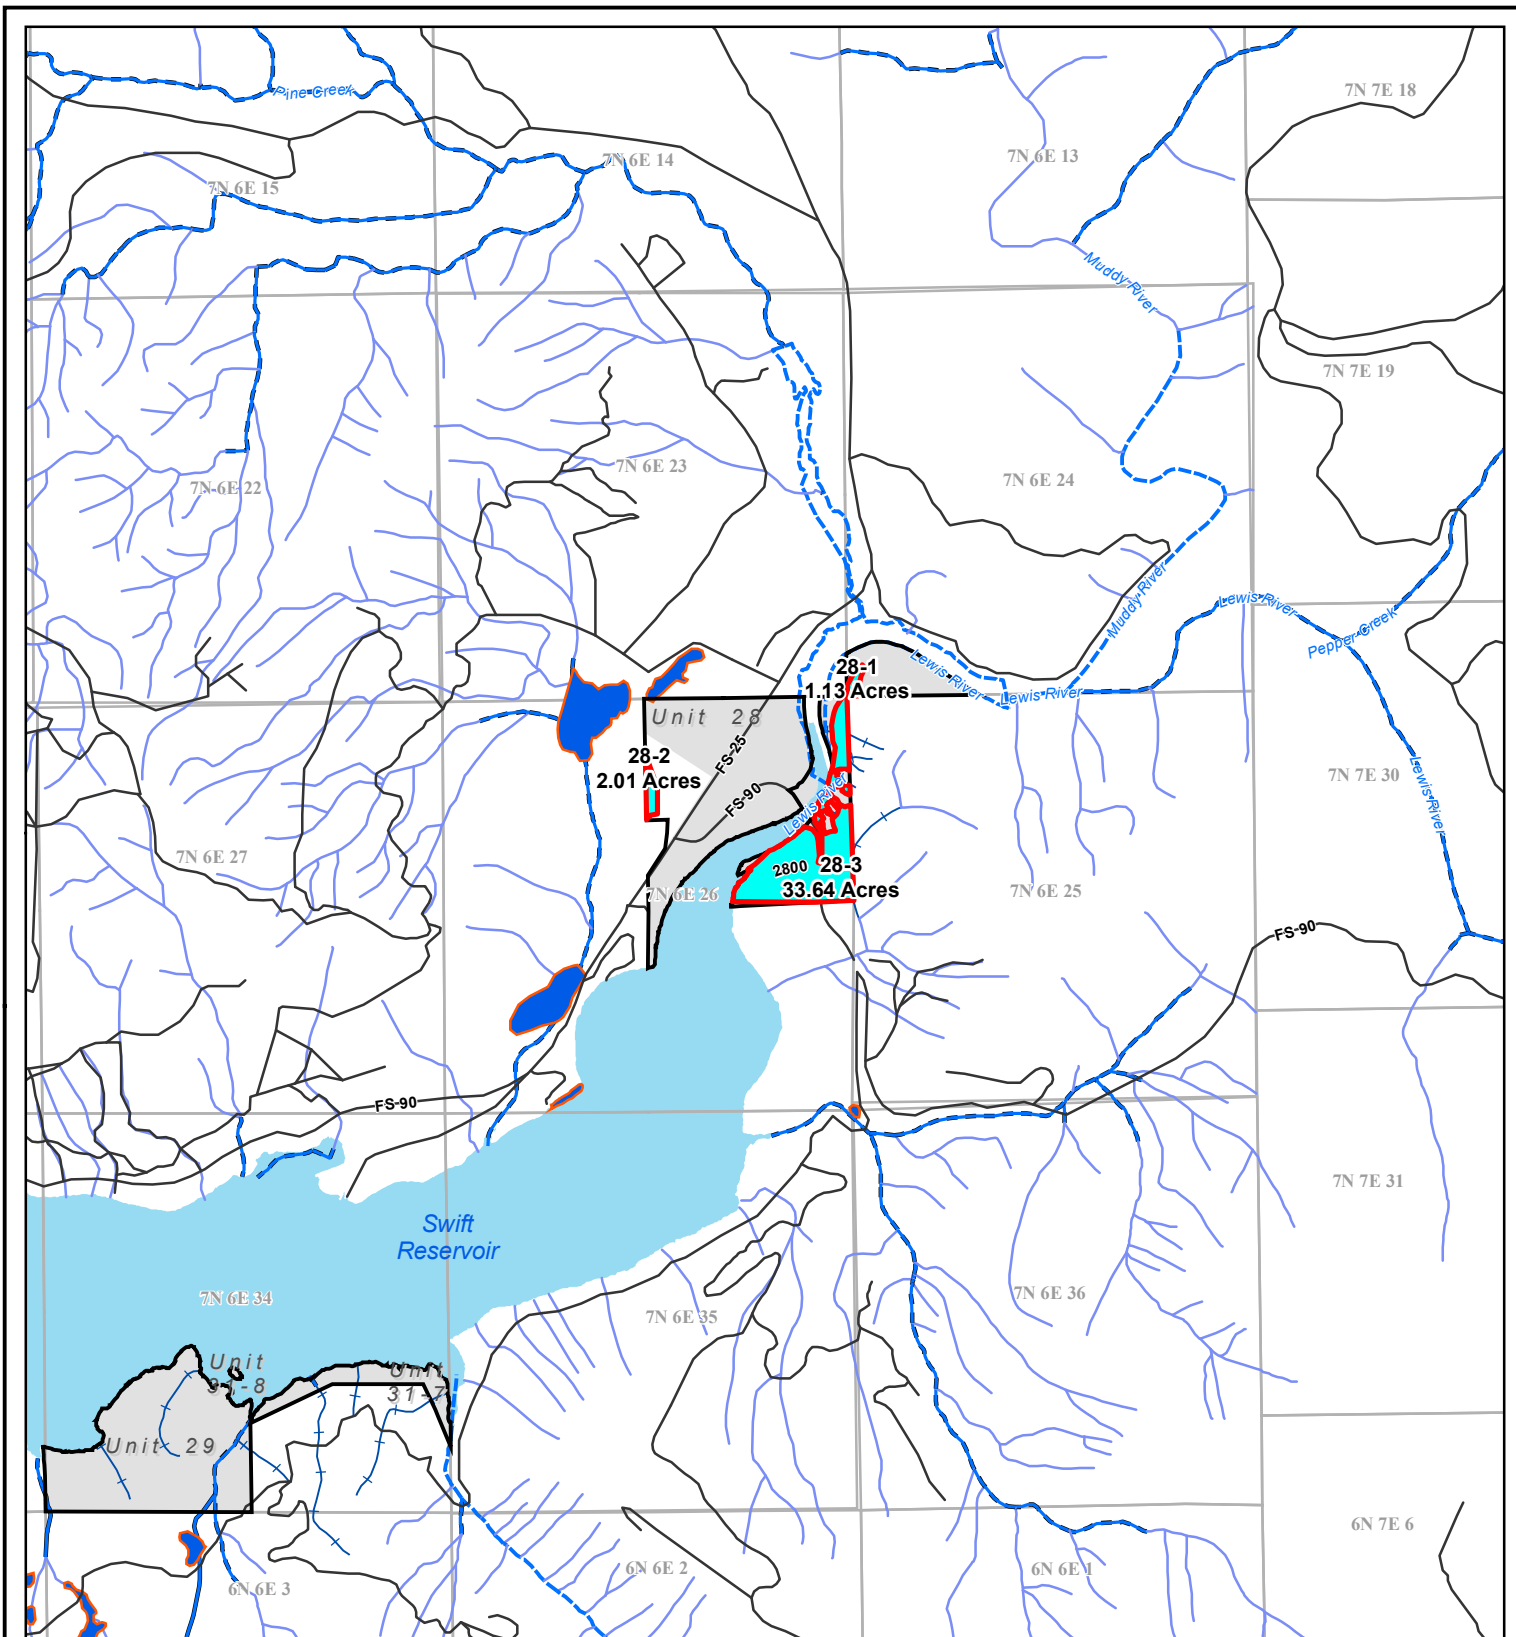 Pine Creek
7N 7E 18
7N 6E 13
7N 6E 14
7N 6E 15
Muddy River
7N 7E 19
7N 6E 23
7N 6E 24
7N 6E 22
Muddy River
Lewis River
Pepper Creek
Lewis River
28-1
1.13 Acres
Lewis River
Unit 28
FS-25
28-2
2.01 Acres
FS-90
Lewis River
7N 7E 30
Lewis River
7N 6E 27
2800
28-3
33.64 Acres
7N 6E 26
7N 6E 25
FS-90
FS-90
7N 7E 31
Swift
Reservoir
7N 6E 34
7N 6E 35
7N 6E 36
Unit
31-8
Unit
31-7
Unit 29
6N 7E 6
6N 6E 3
6N 6E 2
6N 6E 1